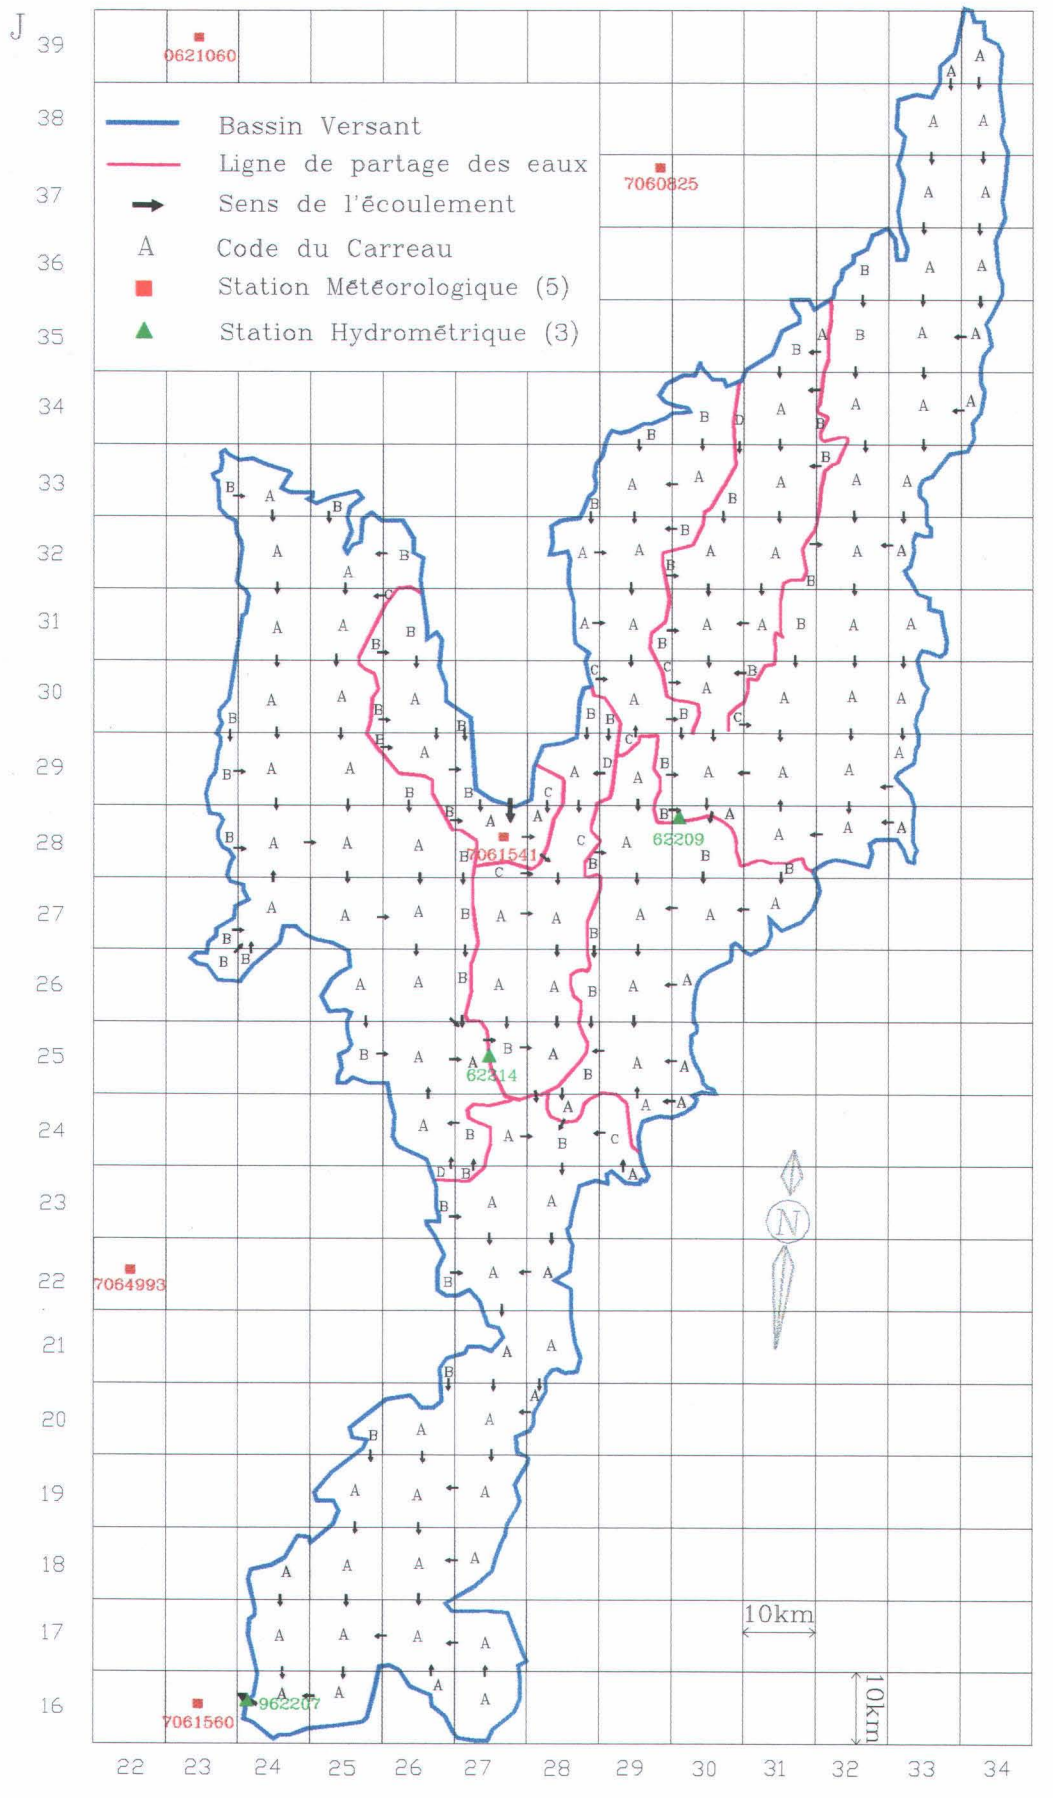 J
39
0621060
A A
38
Bassin Versant
A A
Ligne de partage des eaux
7060825
37
A A
Sens de l'écoulement
36
Code du Carreau
B A A
Station Météorologique (5)
35
Station Hydrométrique (3)
B A B A A
34
B B D A B A A A
33
B A B B A A B A B A A
32
A A B A A B B A A A A
31
A A C B B A A B A A B A A
30
B A A B A B C B B A C A B B C A A A
29
B A A E A B B A C D A C B A A A A A
28
B A A A B B A A C A B B A B A A A
7061541
62209
27
B A A A B C A A B A A B A
26
B B A A B A A B A A
25
B A A B A B A A
62314
24
A B A A B C A A
23
D B B A A A
22
B A A
7064993
21
B A A
20
B A A A
19
A A A
18
A A A A
17
A A A A
10km
16
A A A A
962207
7061560
10km
22 23 24 25 26 27 28 29 30 31 32 33 34
N